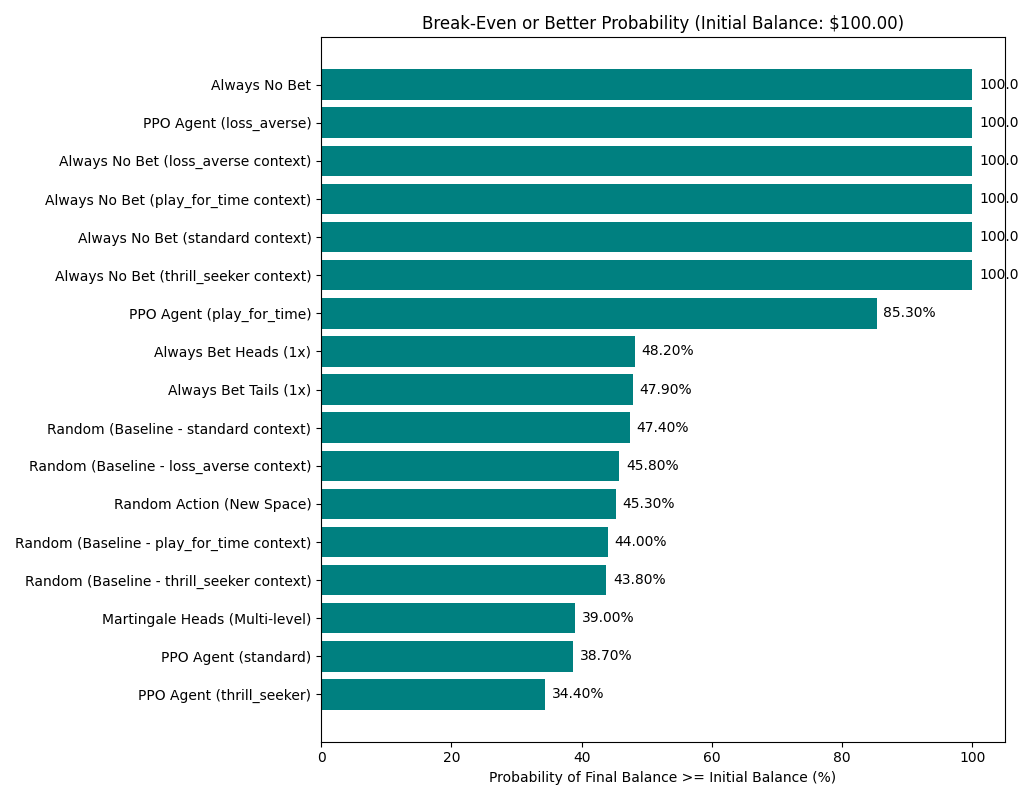 Break-Even or Better Probability (Initial Balance: $100.00)
Always No Bet 100.0
PPO Agent (loss_averse) 100.0
Always No Bet (loss_averse context) 100.0
Always No Bet (play_for_time context) 100.0
Always No Bet (standard context) 100.0
Always No Bet (thrill_seeker context) 100.0
PPO Agent (play_for_time) 85.30%
Always Bet Heads (1x) 48.20%
Always Bet Tails (1x) 47.90%
Random (Baseline - standard context) 47.40%
Random (Baseline - loss_averse context) 45.80%
Random Action (New Space) 45.30%
Random (Baseline - play_for_time context) 44.00%
Random (Baseline - thrill_seeker context) 43.80%
Martingale Heads (Multi-level) 39.00%
PPO Agent (standard) 38.70%
PPO Agent (thrill_seeker) 34.40%
0 20 40 60 80 100
Probability of Final Balance >= Initial Balance (%)